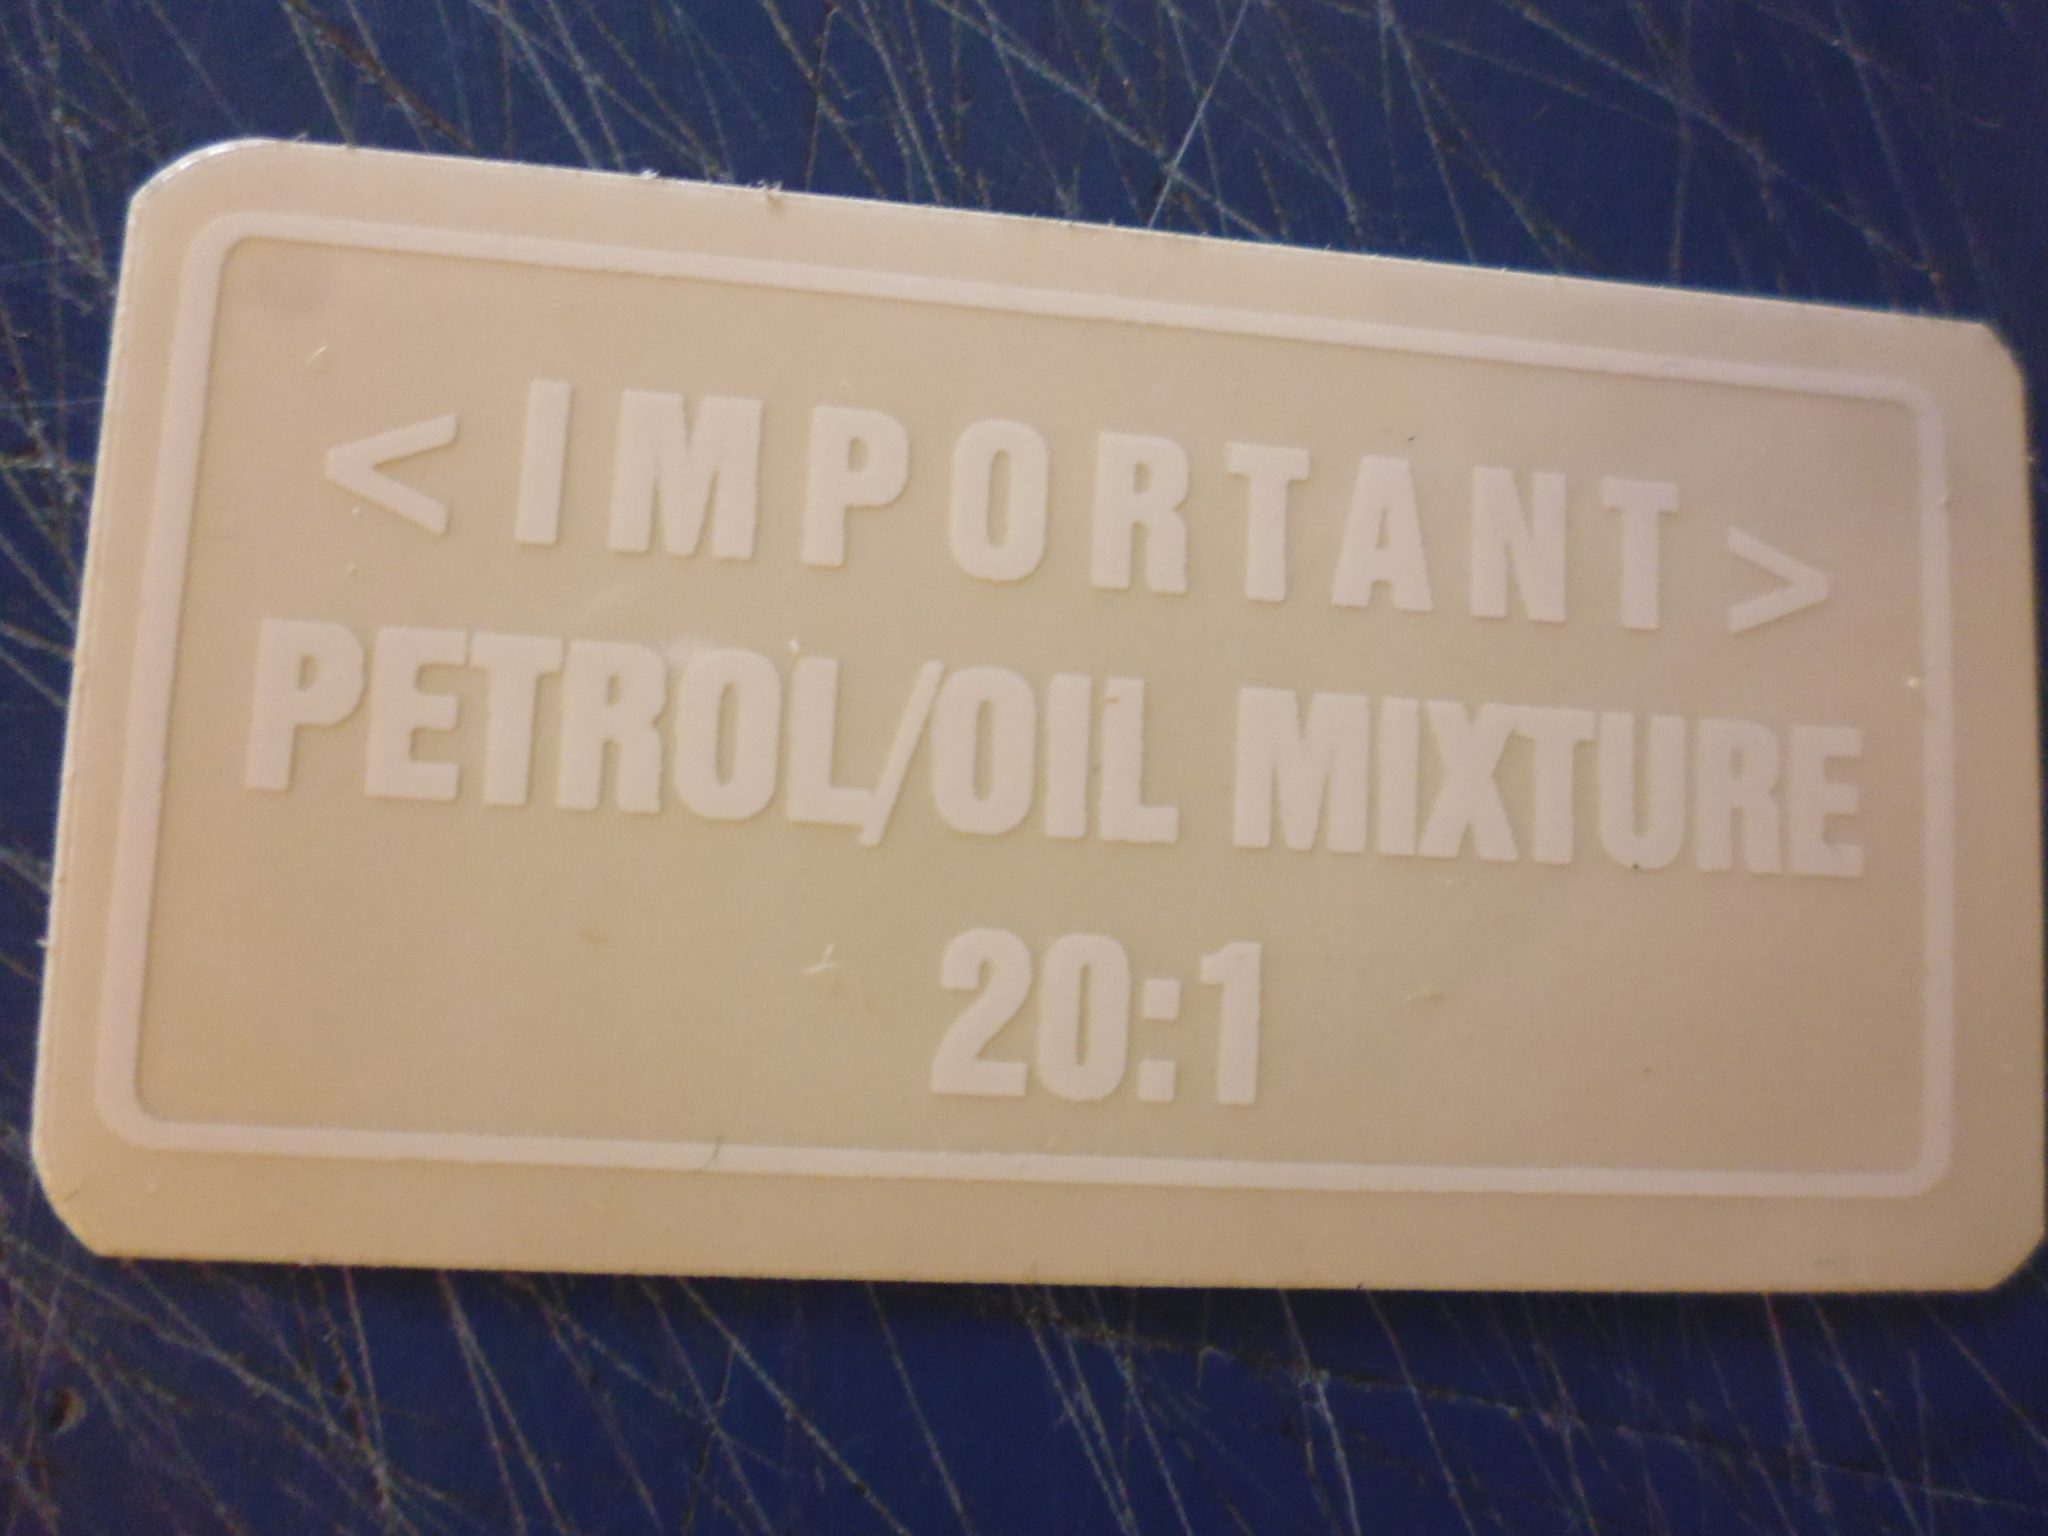 < IMPORTANT >
PETROL/OIL MIXTURE
20:1